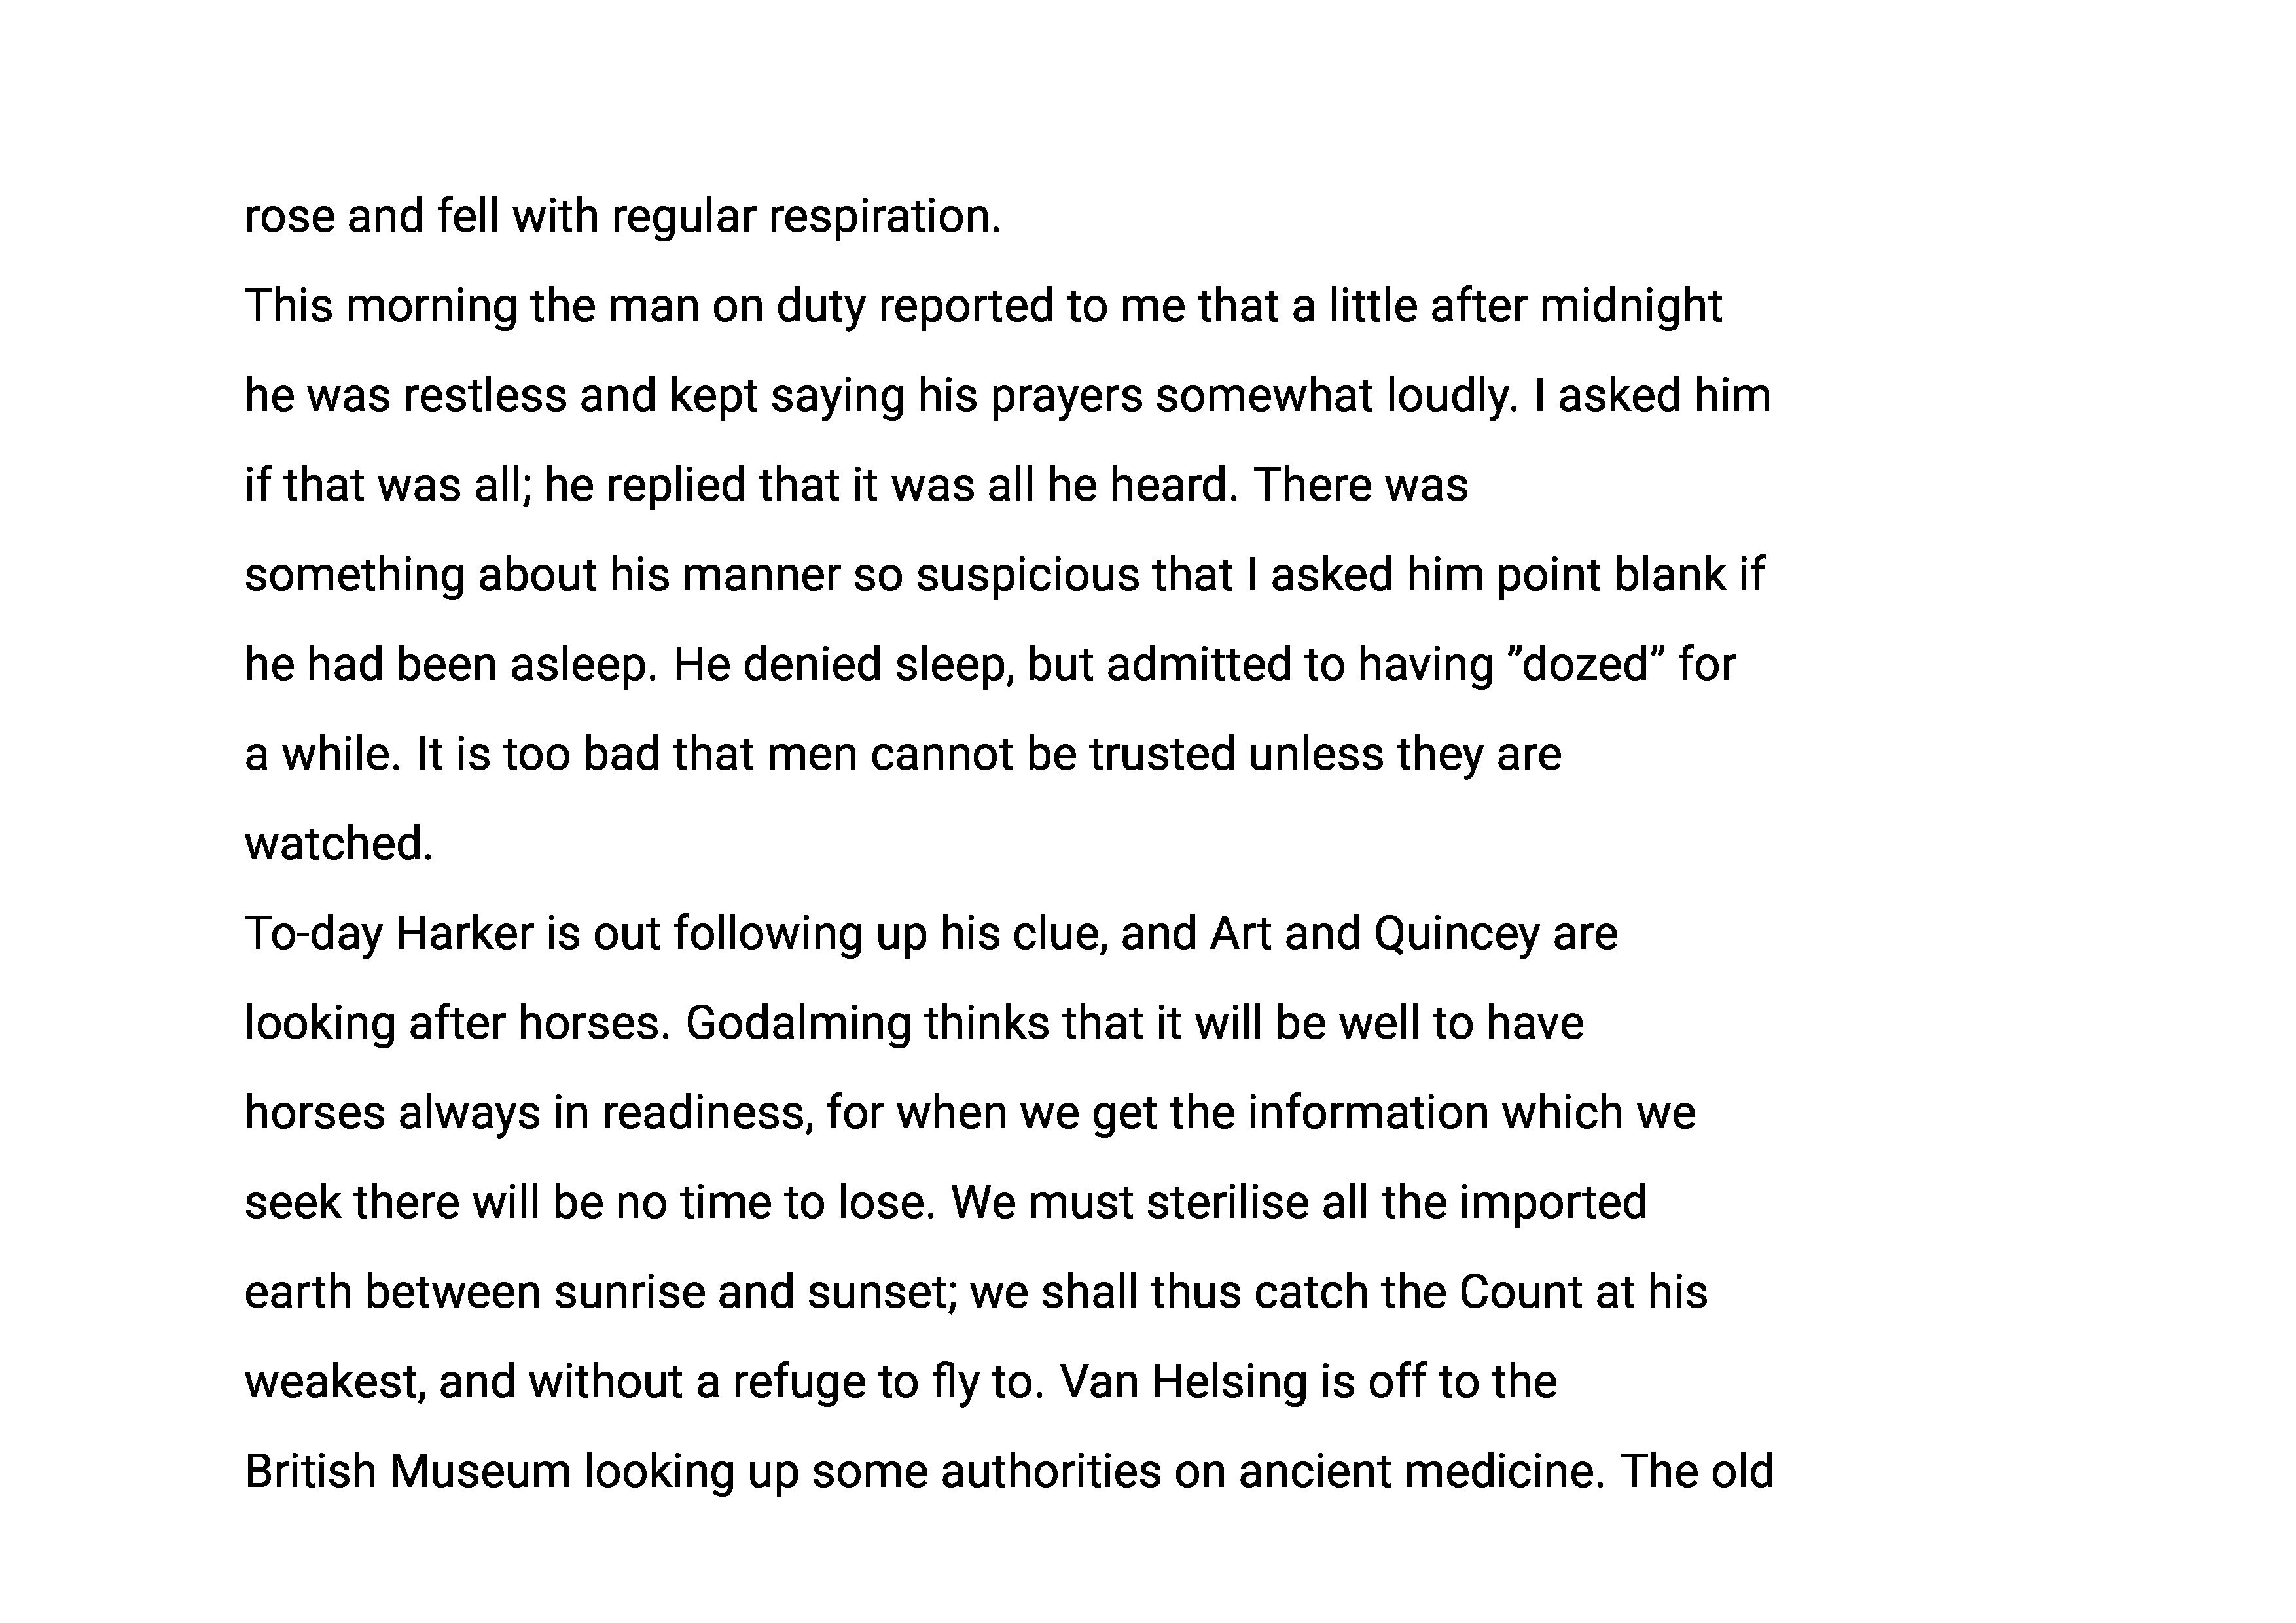 rose and fell with regular respiration.
This morning the man on duty reported to me that a little after midnight
he was restless and kept saying his prayers somewhat loudly. I asked him
if that was all; he replied that it was all he heard. There was
something about his manner so suspicious that I asked him point blank if
he had been asleep. He denied sleep, but admitted to having ”dozed” for
a while. It is too bad that men cannot be trusted unless they are
watched.
To-day Harker is out following up his clue, and Art and Quincey are
looking after horses. Godalming thinks that it will be well to have
horses always in readiness, for when we get the information which we
seek there will be no time to lose. We must sterilise all the imported
earth between sunrise and sunset; we shall thus catch the Count at his
weakest, and without a refuge to fly to. Van Helsing is off to the
British Museum looking up some authorities on ancient medicine. The old